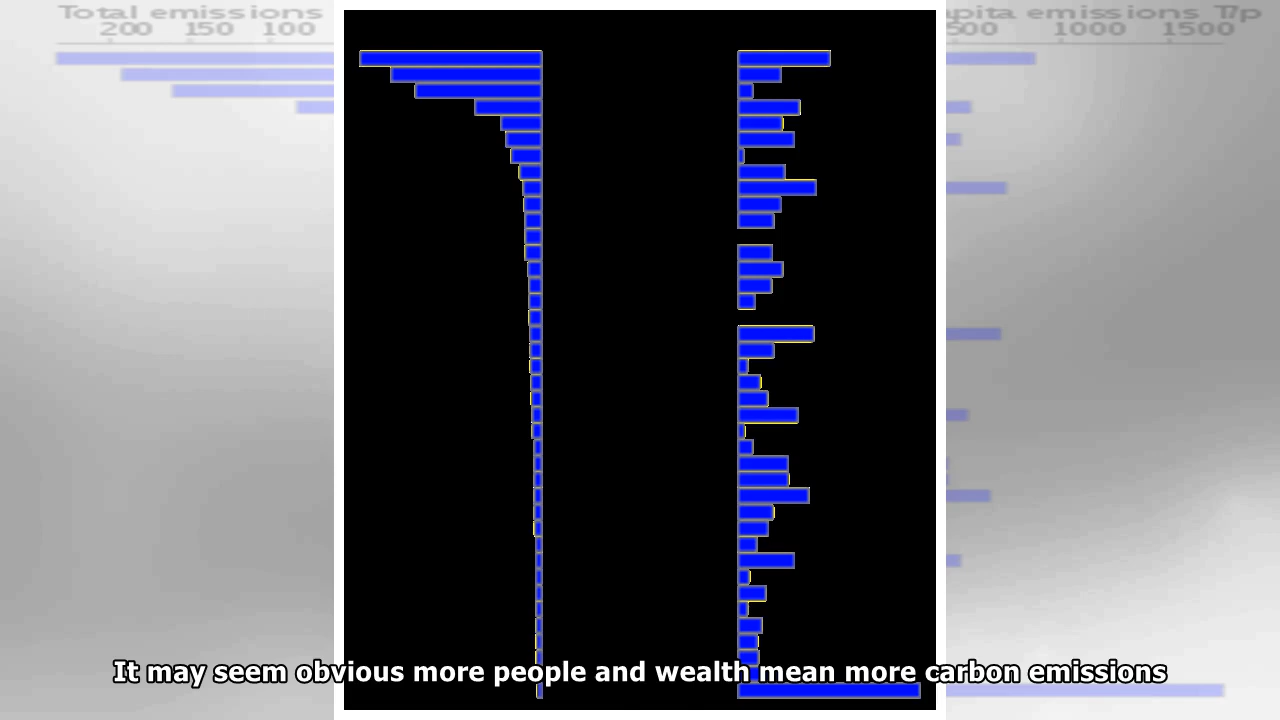 Total emissions
apita emissions T/p
200 150 100
500 1000 1500
It may seem obvious more people and wealth mean more carbon emissions